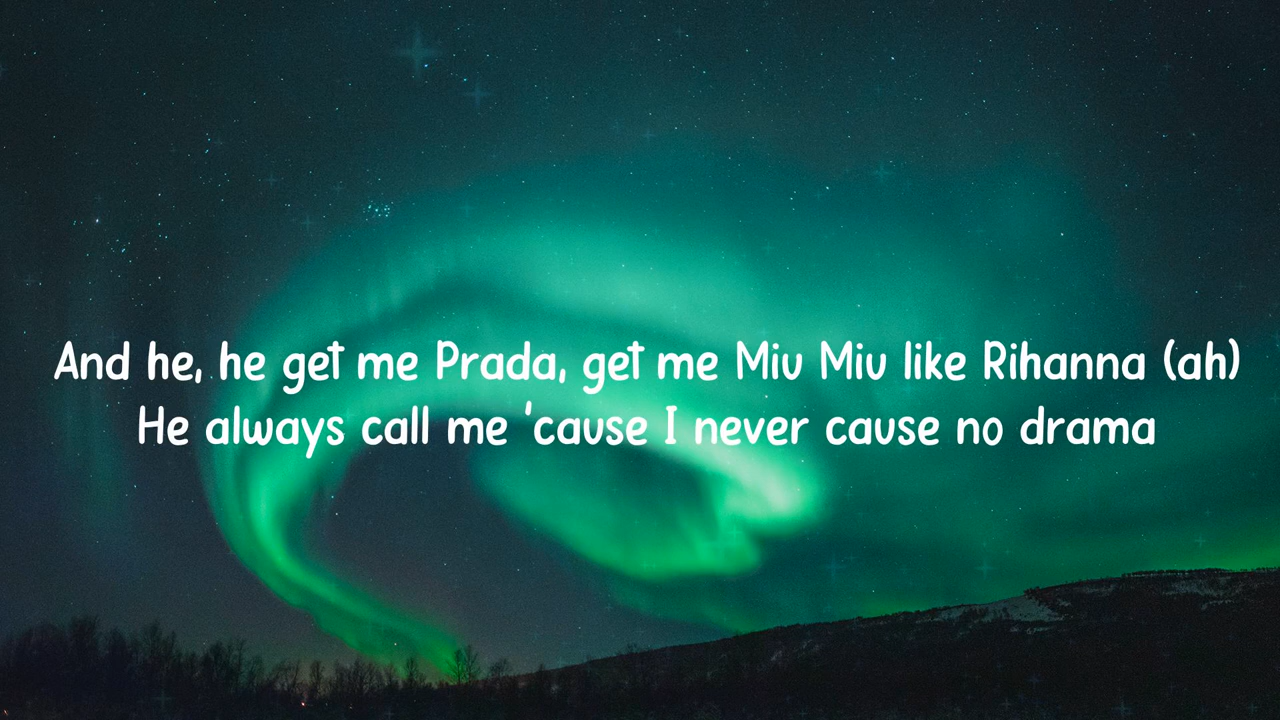 And he, he get me Prada, get me Miu Miu like Rihanna (ah)
He always call me 'cause I never cause no drama